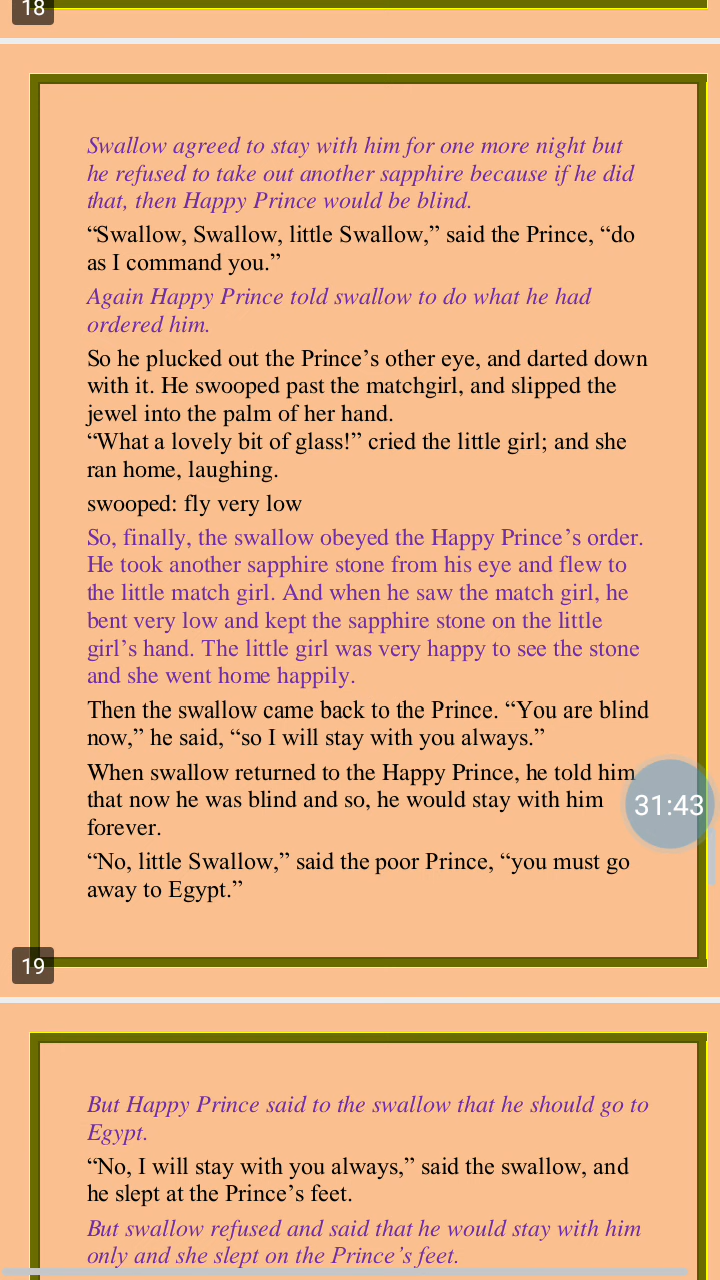 18
Swallow agreed to stay with him for one more night but
he refused to take out another sapphire because if he did
that, then Happy Prince would be blind.
“Swallow, Swallow, little Swallow,” said the Prince, “do
as I command you.”
Again Happy Prince told swallow to do what he had
ordered him.
So he plucked out the Prince’s other eye, and darted down
with it. He swooped past the matchgirl, and slipped the
jewel into the palm of her hand.
“What a lovely bit of glass!” cried the little girl; and she
ran home, laughing.
swooped: fly very low
So, finally, the swallow obeyed the Happy Prince’s order.
He took another sapphire stone from his eye and flew to
the little match girl. And when he saw the match girl, he
bent very low and kept the sapphire stone on the little
girl’s hand. The little girl was very happy to see the stone
and she went home happily.
Then the swallow came back to the Prince. “You are blind
now,” he said, “so I will stay with you always.”
When swallow returned to the Happy Prince, he told him
that now he was blind and so, he would stay with him
forever.
31:43
“No, little Swallow,” said the poor Prince, “you must go
away to Egypt.”
19
But Happy Prince said to the swallow that he should go to
Egypt.
“No, I will stay with you always,” said the swallow, and
he slept at the Prince’s feet.
But swallow refused and said that he would stay with him
only and she slept on the Prince’s feet.